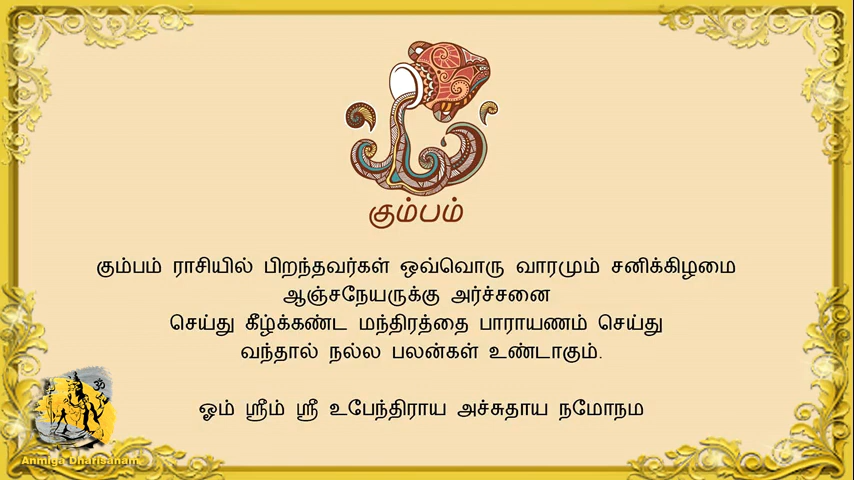 கும்பம்
கும்பம் ராசியில் பிறந்தவர்கள் ஒவ்வொரு வாரமும் சனிக்கிழமை
ஆஞ்சநேயருக்கு அர்ச்சனை
செய்து கீழ்க்கண்ட மந்திரத்தை பாராயணம் செய்து
வந்தால் நல்ல பலன்கள் உண்டாகும்.
ஓம் ஸ்ரீம் ஸ்ரீ உபேந்திராய அச்சுதாய நமோநம
ॐ
Anmiga Dharisanam